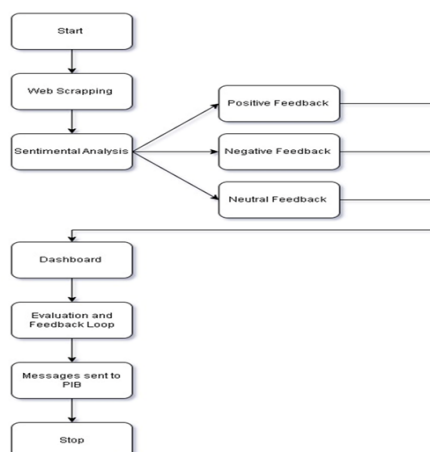 Start
Web Scrapping
Sentimental Analysis
Positive Feedback
Negative Feedback
Neutral Feedback
Dashboard
Evaluation and
Feedback Loop
Messages sent to
PIB
Stop